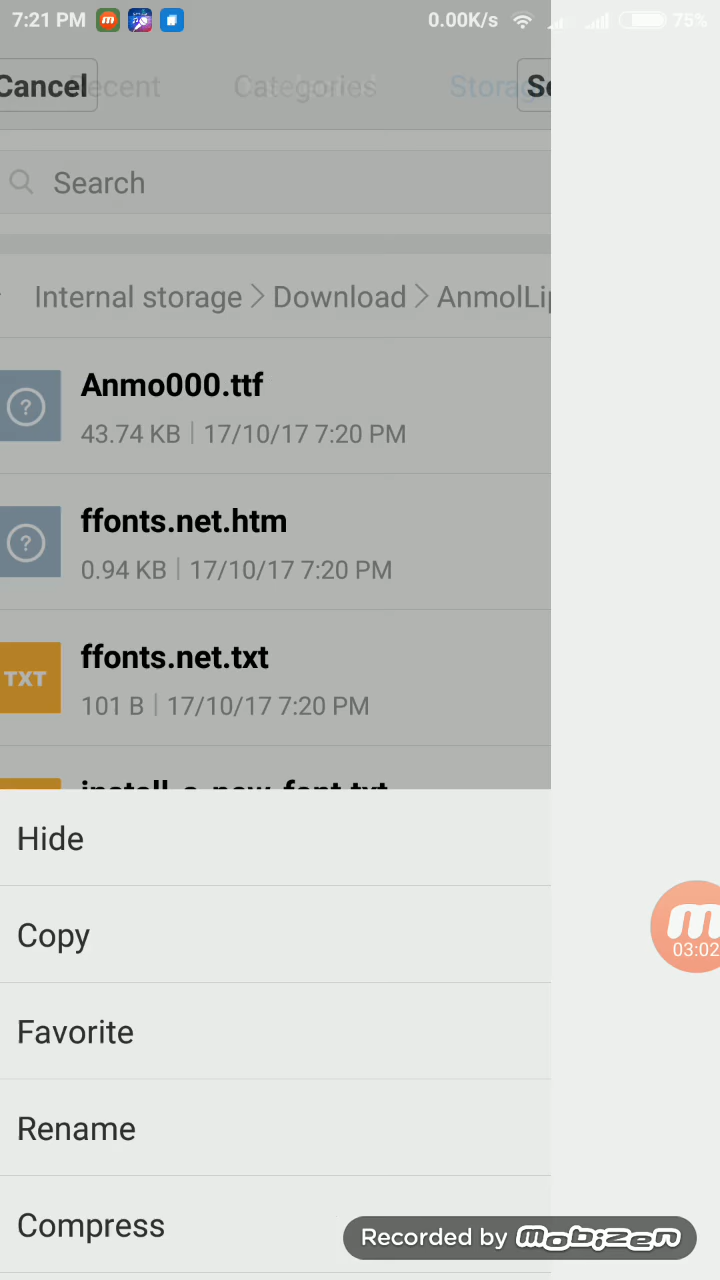 7:21 PM
0.00K/s
75%
Cancel
Recent
Categories
Storag
Search
Internal storage
Download
AnmolLip
Anmo000.ttf
43.74 KB
17/10/17 7:20 PM
ffonts.net.htm
0.94 KB
17/10/17 7:20 PM
TXT
ffonts.net.txt
101 B
17/10/17 7:20 PM
install-a-new-font.txt
Hide
Copy
Favorite
Rename
Compress
03:02
Recorded by mobizen